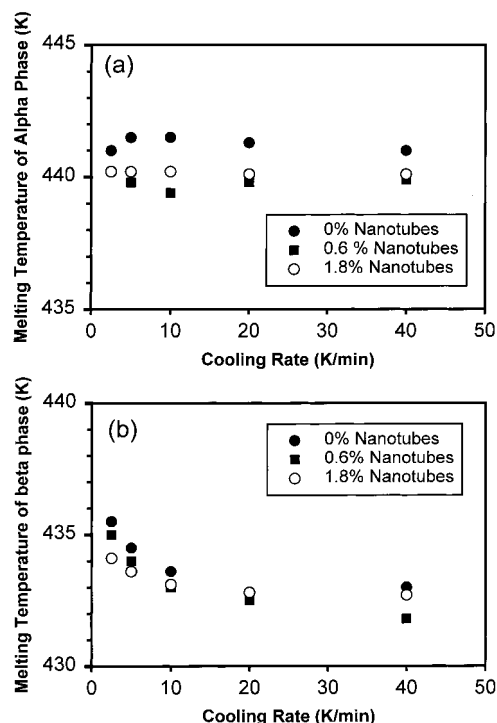 Melting Temperature of Alpha Phase (K)
445
440
435
(a)
0% Nanotubes
0.6 % Nanotubes
1.8% Nanotubes
0 10 20 30 40 50
Cooling Rate (K/min)
Melting Temperature of beta phase (K)
440
435
430
(b)
0% Nanotubes
0.6% Nanotubes
1.8% Nanotubes
0 10 20 30 40 50
Cooling Rate (K/min)